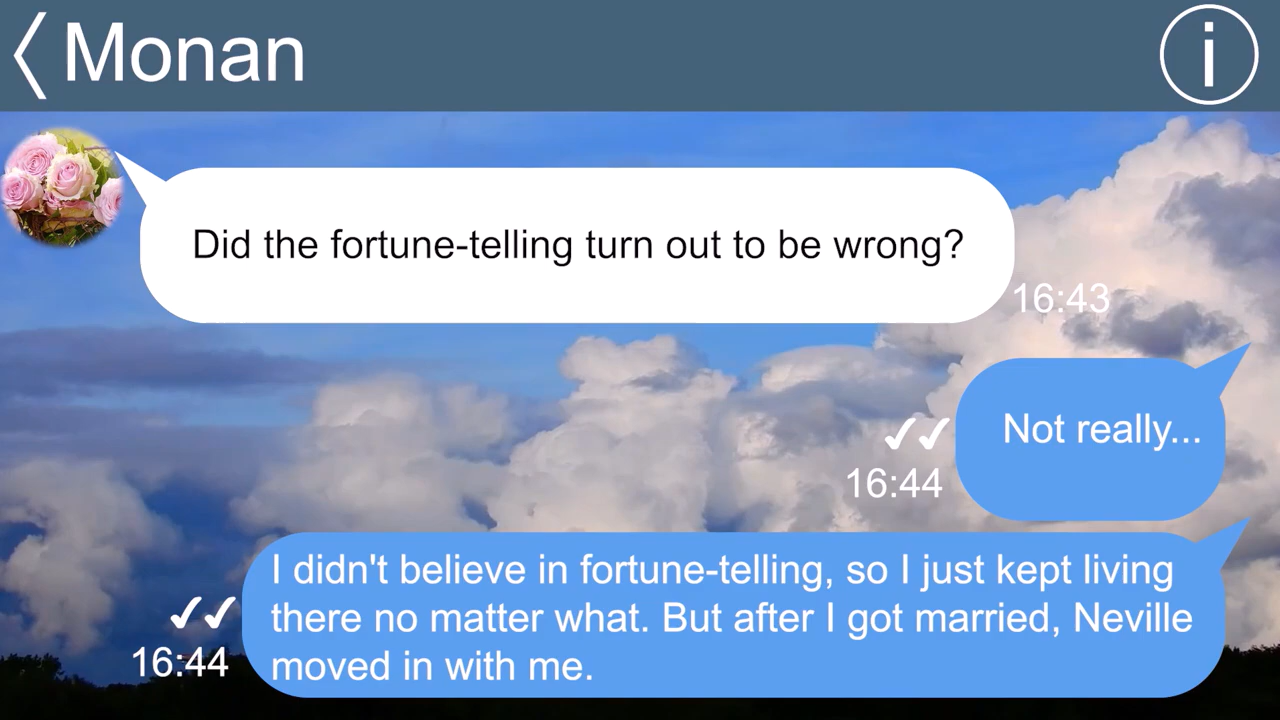 Monan
i
Did the fortune-telling turn out to be wrong?
16:43
Not really...
16:44
I didn't believe in fortune-telling, so I just kept living
there no matter what. But after I got married, Neville
moved in with me.
16:44